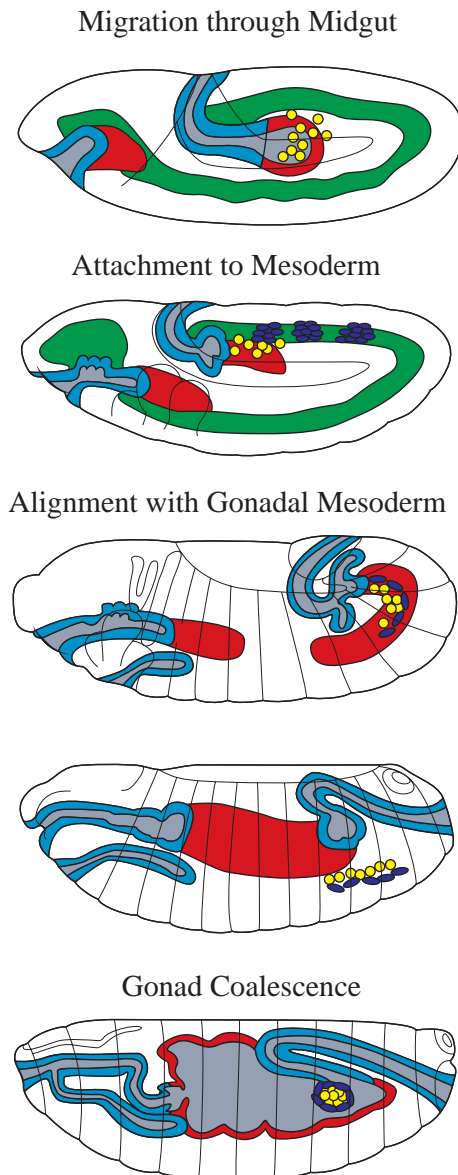 Migration through Midgut
Attachment to Mesoderm
Alignment with Gonadal Mesoderm
Gonad Coalescence